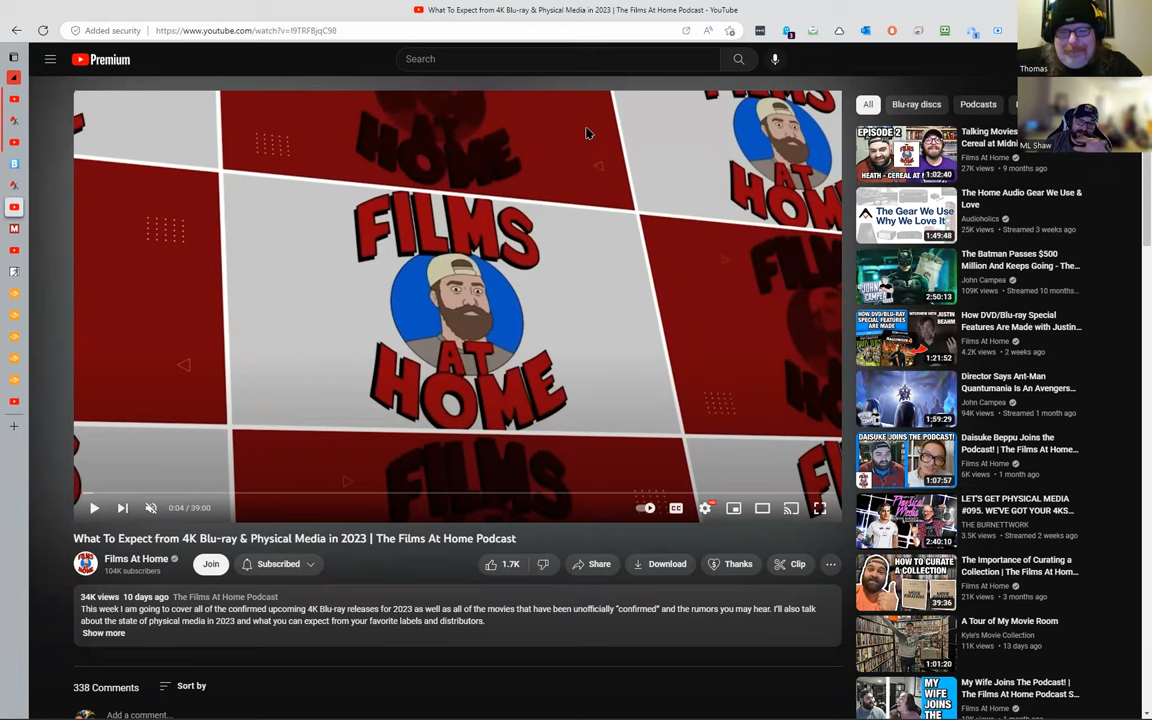 What To Expect from 4K Blu-ray & Physical Media in 2023 | The Films At Home Podcast - YouTube
Added security
https://www.youtube.com/watch?v=I9TRFBjqC98
Thomas
ML Shaw
Premium
Search
HOME
FILMS
AT
HOME
AT
HOM
FILMS
0:04 / 39:00
CC
What To Expect from 4K Blu-ray & Physical Media in 2023 | The Films At Home Podcast
Films At Home
104K subscribers
Join
Subscribed
1.7K
Share
Download
Thanks
Clip
34K views 10 days ago The Films At Home Podcast
This week I am going to cover all of the confirmed upcoming 4K Blu-ray releases for 2023 as well as all of the movies that have been unofficially "confirmed" and the rumors you may hear. I'll also talk
about the state of physical media in 2023 and what you can expect from your favorite labels and distributors.
Show more
338 Comments
Sort by
Add a comment...
All
Blu-ray discs
Podcasts
EPISODE 2
HEATH - CEREAL AT MIDN
1:02:40
Talking Movies
Cereal at Midni
Films At Home
27K views • 9 months ago
The Gear We Use
Why We Love It
1:49:48
The Home Audio Gear We Use &
Love
Audioholics
25K views • Streamed 3 weeks ago
JOHN
CAMPEA
2:50:13
The Batman Passes $500
Million And Keeps Going - The...
John Campea
109K views • Streamed 10 months...
HOW DVD/BLU-RAY
SPECIAL FEATURES
ARE MADE
INTERVIEW WITH JUSTIN
BEAHM
1:21:52
How DVD/Blu-ray Special
Features Are Made with Justin...
Films At Home
4.2K views • 2 weeks ago
1:59:29
Director Says Ant-Man
Quantumania Is An Avengers...
John Campea
94K views • Streamed 1 month ago
DAISUKE JOINS THE PODCAST!
1:07:57
Daisuke Beppu Joins the
Podcast! | The Films At Home...
Films At Home
6K views • 1 month ago
2:40:10
LET'S GET PHYSICAL MEDIA
#095. WE'VE GOT YOUR 4KS...
THE BURNETTWORK
3.5K views • Streamed 2 weeks ago
HOW TO CURATE A
COLLECTION
39:36
The Importance of Curating a
Collection | The Films At Hom...
Films At Home
31K views • 3 months ago
1:01:20
A Tour of My Movie Room
Kyle's Movie Collection
11K views • 13 days ago
MY
WIFE
JOINS
THE
My Wife Joins The Podcast! |
The Films At Home Podcast S...
Films At Home